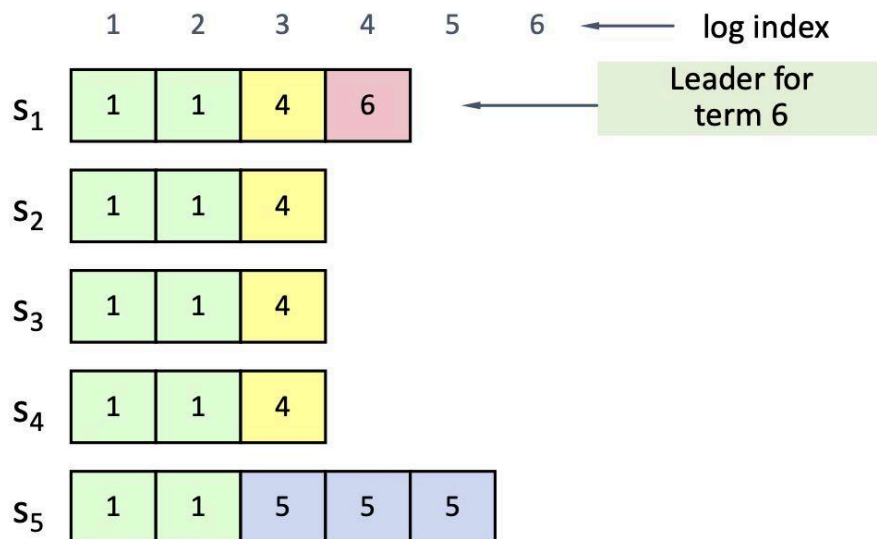 1 2 3 4 5 6 log index
s1 1 1 4 6 Leader for
term 6
s2 1 1 4
s3 1 1 4
s4 1 1 4
s5 1 1 5 5 5